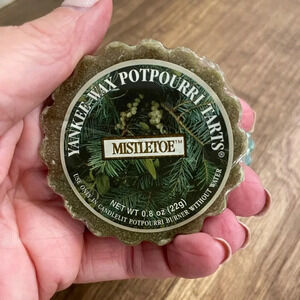 YANKEE WAX POTPOURRI TARTS®
MISTLETOE™
NET WT 0.8 oz (22g)
USE ONLY IN CANDLELIT POTPOURRI BURNER WITHOUT WATER